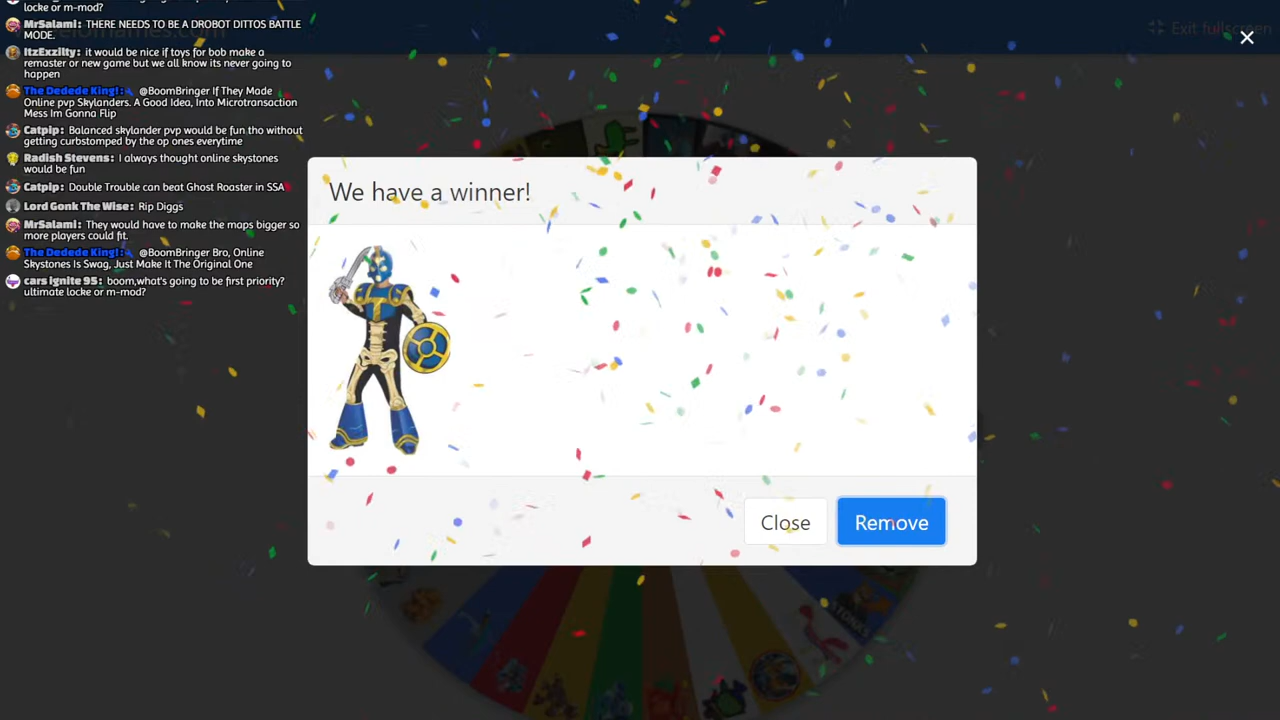 locke or m-mod?
MrSalami: THERE NEEDS TO BE A DROBOT DITTOS BATTLE
MODE.
ItzExzilty: it would be nice if toys for bob make a
remaster or new game but we all know its never going to
happen
The Dedede King!: @BoomBringer If They Made
Online pvp Skylanders. A Good Idea, Into Microtransaction
Mess Im Gonna Flip
Catpip: Balanced skylander pvp would be fun tho without
getting curbstomped by the op ones everytime
Radish Stevens: I always thought online skystones
would be fun
Catpip: Double Trouble can beat Ghost Roaster in SSA
Lord Gonk The Wise: Rip Diggs
MrSalami: They would have to make the maps bigger so
more players could fit.
The Dedede King!: @BoomBringer Bro, Online
Skystones Is Swag, Just Make It The Original One
cars ignite 95: boom,what's going to be first priority?
ultimate locke or m-mod?
Exit fullscreen
We have a winner!
Close
Remove